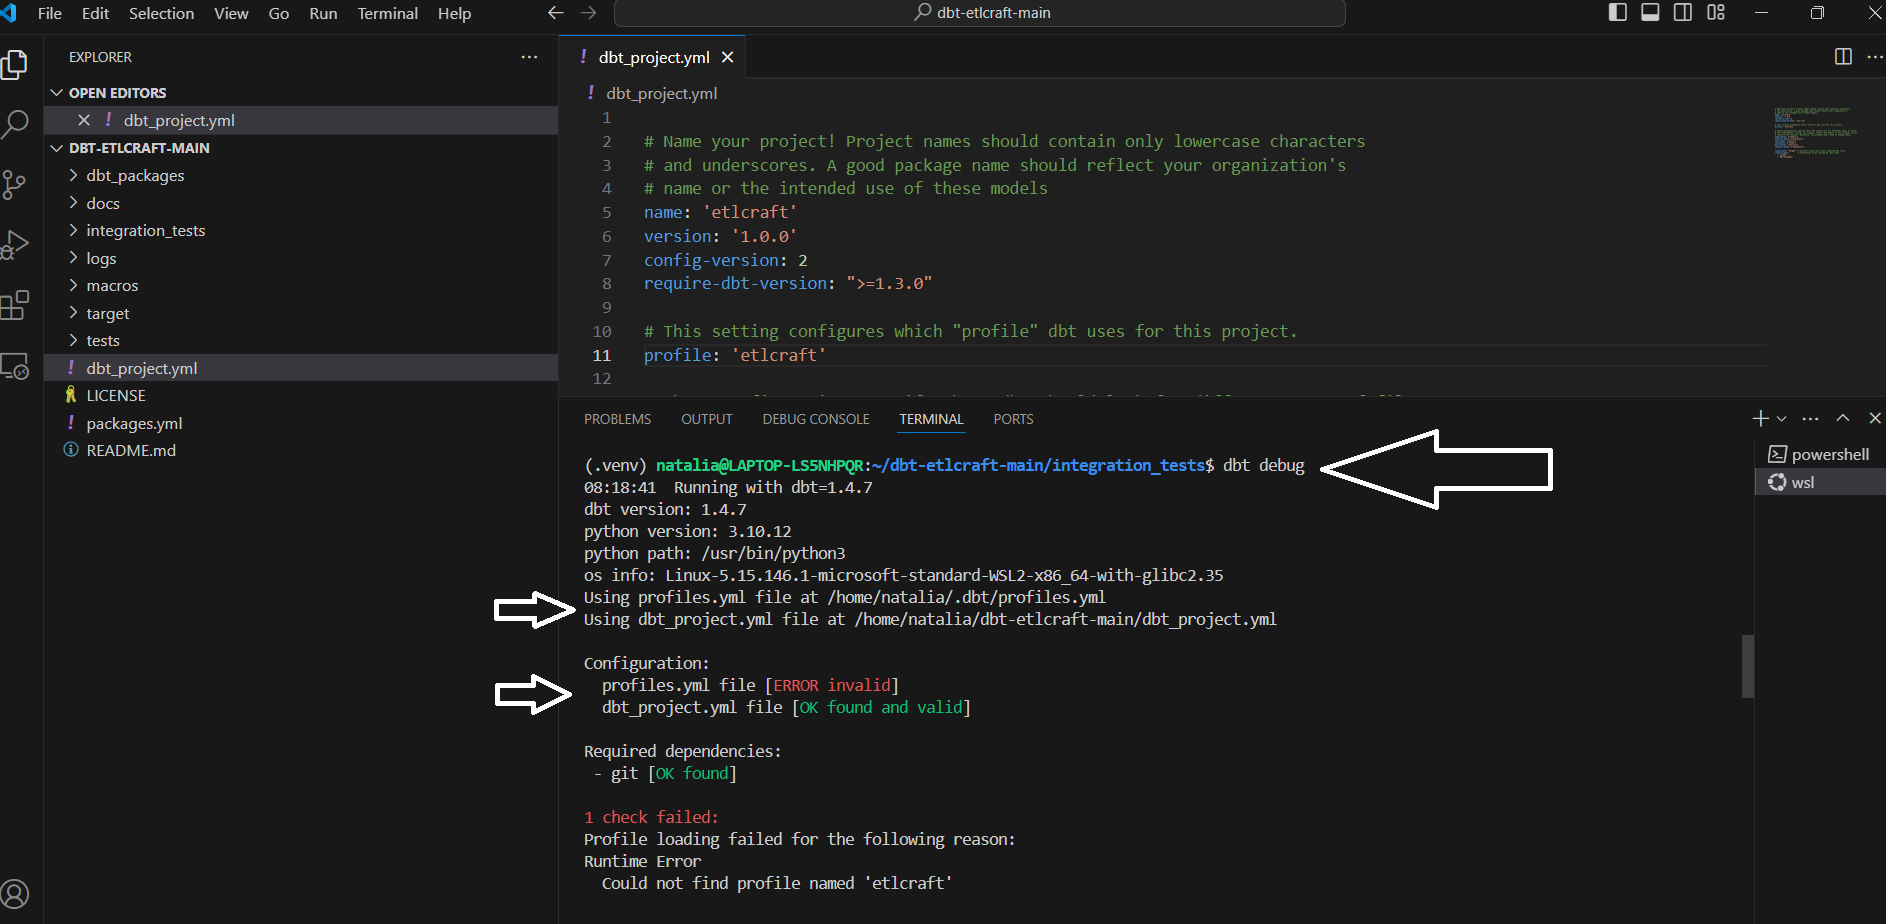 File Edit Selection View Go Run Terminal Help
dbt-etlcraft-main
EXPLORER
OPEN EDITORS
dbt_project.yml
DBT-ETLCRAFT-MAIN
dbt_packages
docs
integration_tests
logs
macros
target
tests
dbt_project.yml
LICENSE
packages.yml
README.md
dbt_project.yml
dbt_project.yml
1
2 # Name your project! Project names should contain only lowercase characters
3 # and underscores. A good package name should reflect your organization's
4 # name or the intended use of these models
5 name: 'etlcraft'
6 version: '1.0.0'
7 config-version: 2
8 require-dbt-version: ">=1.3.0"
9
10 # This setting configures which "profile" dbt uses for this project.
11 profile: 'etlcraft'
12
PROBLEMS OUTPUT DEBUG CONSOLE TERMINAL PORTS
powershell
wsl
(.venv) natalia@LAPTOP-LS5NHPQR:~/dbt-etlcraft-main/integration_tests$ dbt debug
08:18:41 Running with dbt=1.4.7
dbt version: 1.4.7
python version: 3.10.12
python path: /usr/bin/python3
os info: Linux-5.15.146.1-microsoft-standard-WSL2-x86_64-with-glibc2.35
Using profiles.yml file at /home/natalia/.dbt/profiles.yml
Using dbt_project.yml file at /home/natalia/dbt-etlcraft-main/dbt_project.yml
Configuration:
profiles.yml file [ERROR invalid]
dbt_project.yml file [OK found and valid]
Required dependencies:
- git [OK found]
1 check failed:
Profile loading failed for the following reason:
Runtime Error
Could not find profile named 'etlcraft'